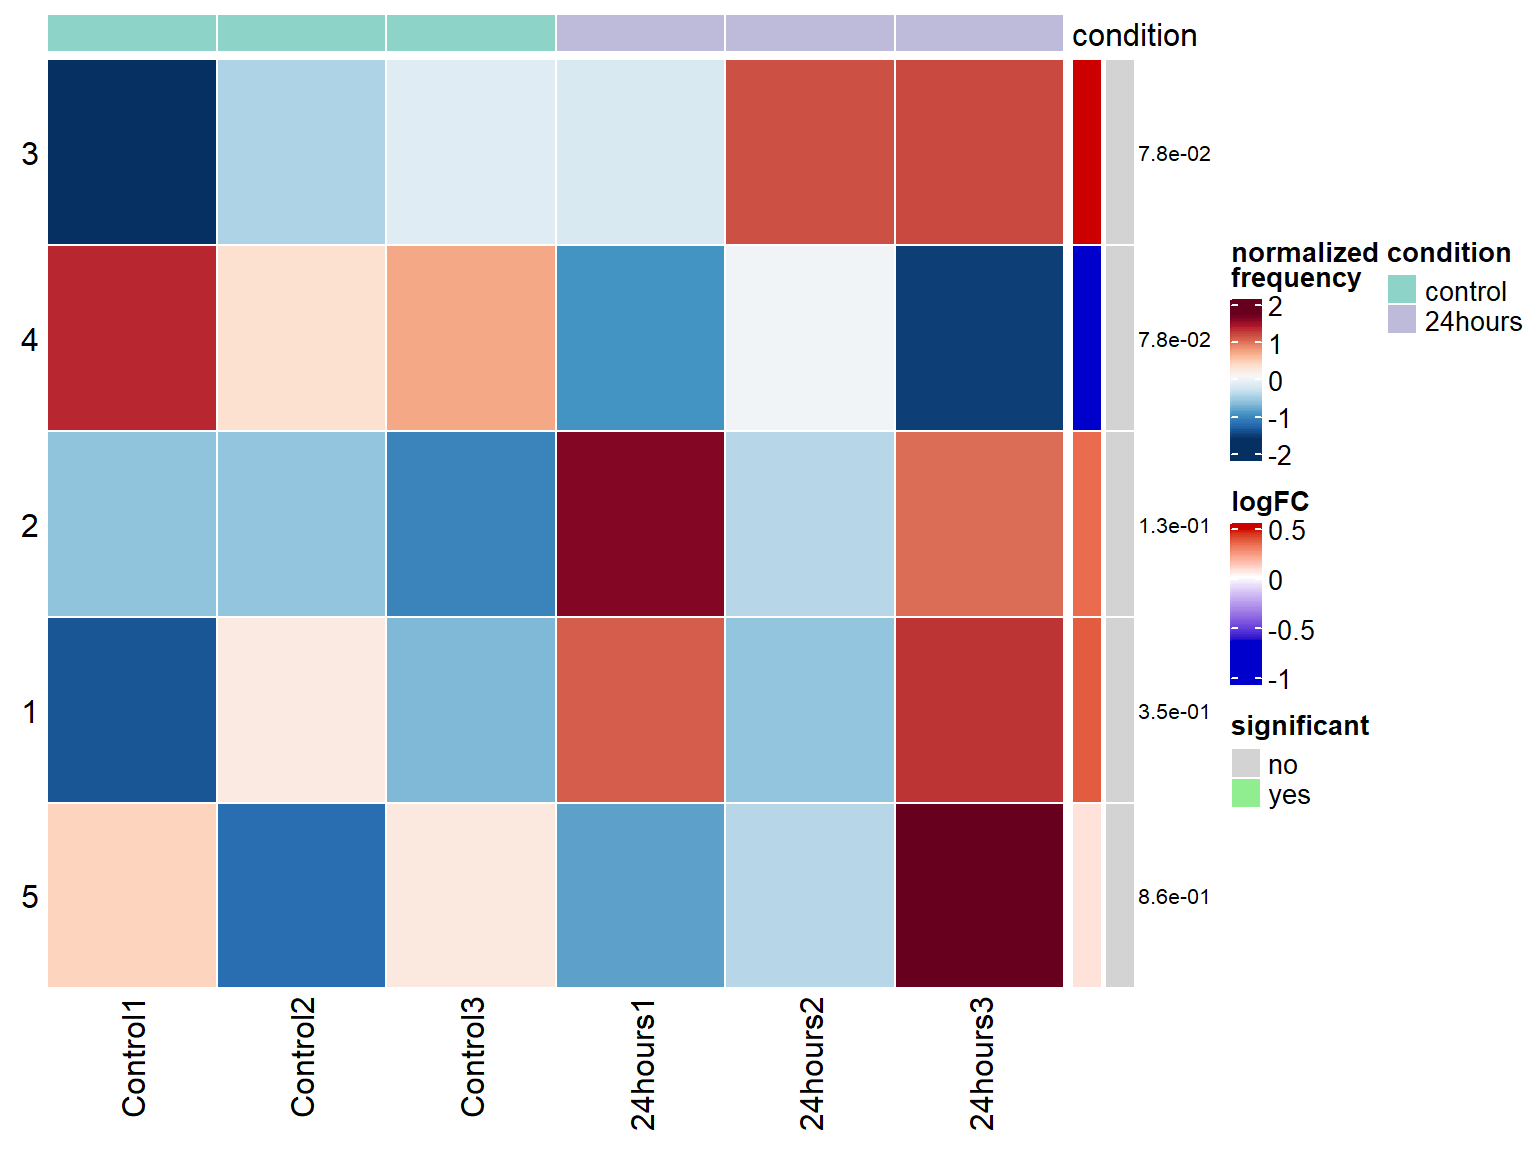 condition
3
7.8e-02
4
7.8e-02
2
1.3e-01
1
3.5e-01
5
8.6e-01
Control1
Control2
Control3
24hours1
24hours2
24hours3
normalized
frequency
2
1
0
-1
-2
condition
control
24hours
logFC
0.5
0
-0.5
-1
significant
no
yes